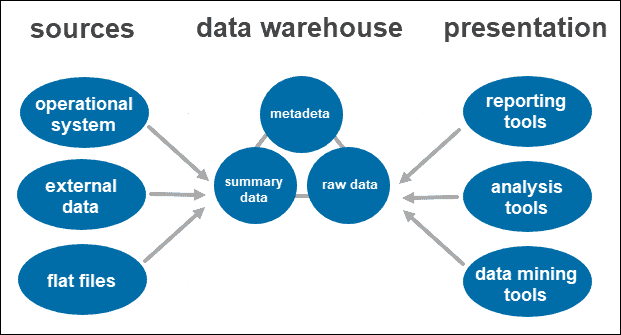 sources
data warehouse
presentation
operational
system
external
data
flat files
metadeta
summary
data
raw data
reporting
tools
analysis
tools
data mining
tools